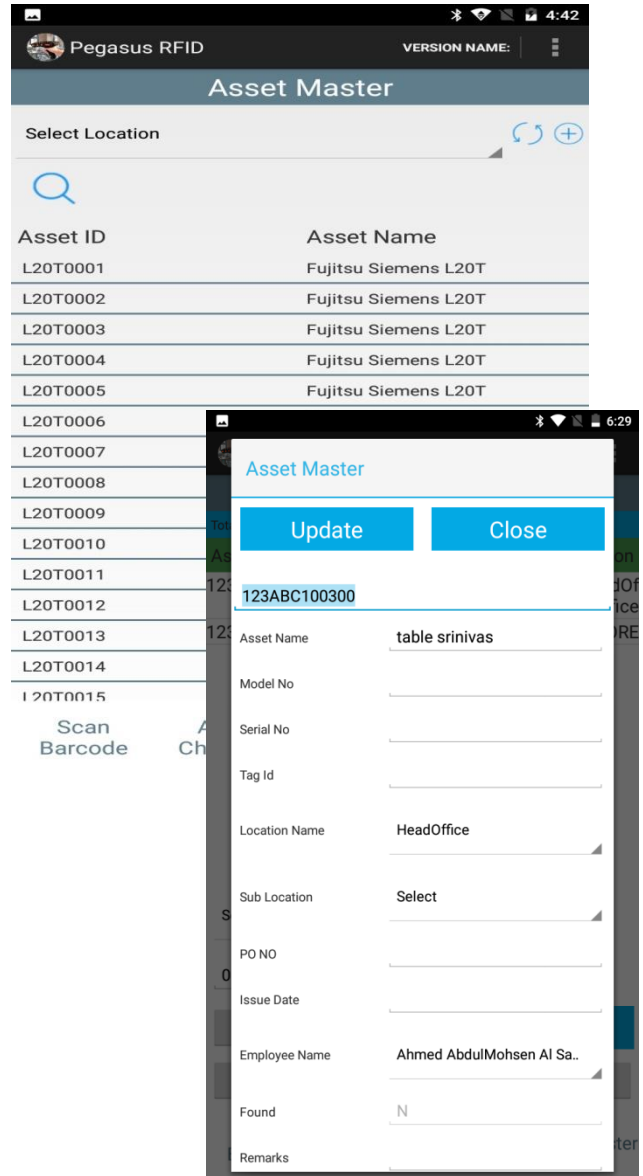 4:42
Pegasus RFID VERSION NAME:
Asset Master
Select Location
Asset ID Asset Name
L20T0001 Fujitsu Siemens L20T
L20T0002 Fujitsu Siemens L20T
L20T0003 Fujitsu Siemens L20T
L20T0004 Fujitsu Siemens L20T
L20T0005 Fujitsu Siemens L20T
L20T0006
L20T0007
L20T0008
L20T0009
L20T0010
L20T0011
L20T0012
L20T0013
L20T0014
L20T0015
Scan
Barcode
6:29
Asset Master
Update Close
123ABC100300
Asset Name table srinivas
Model No
Serial No
Tag Id
Location Name HeadOffice
Sub Location Select
PO NO
Issue Date
Employee Name Ahmed AbdulMohsen Al Sa..
Found N
Remarks